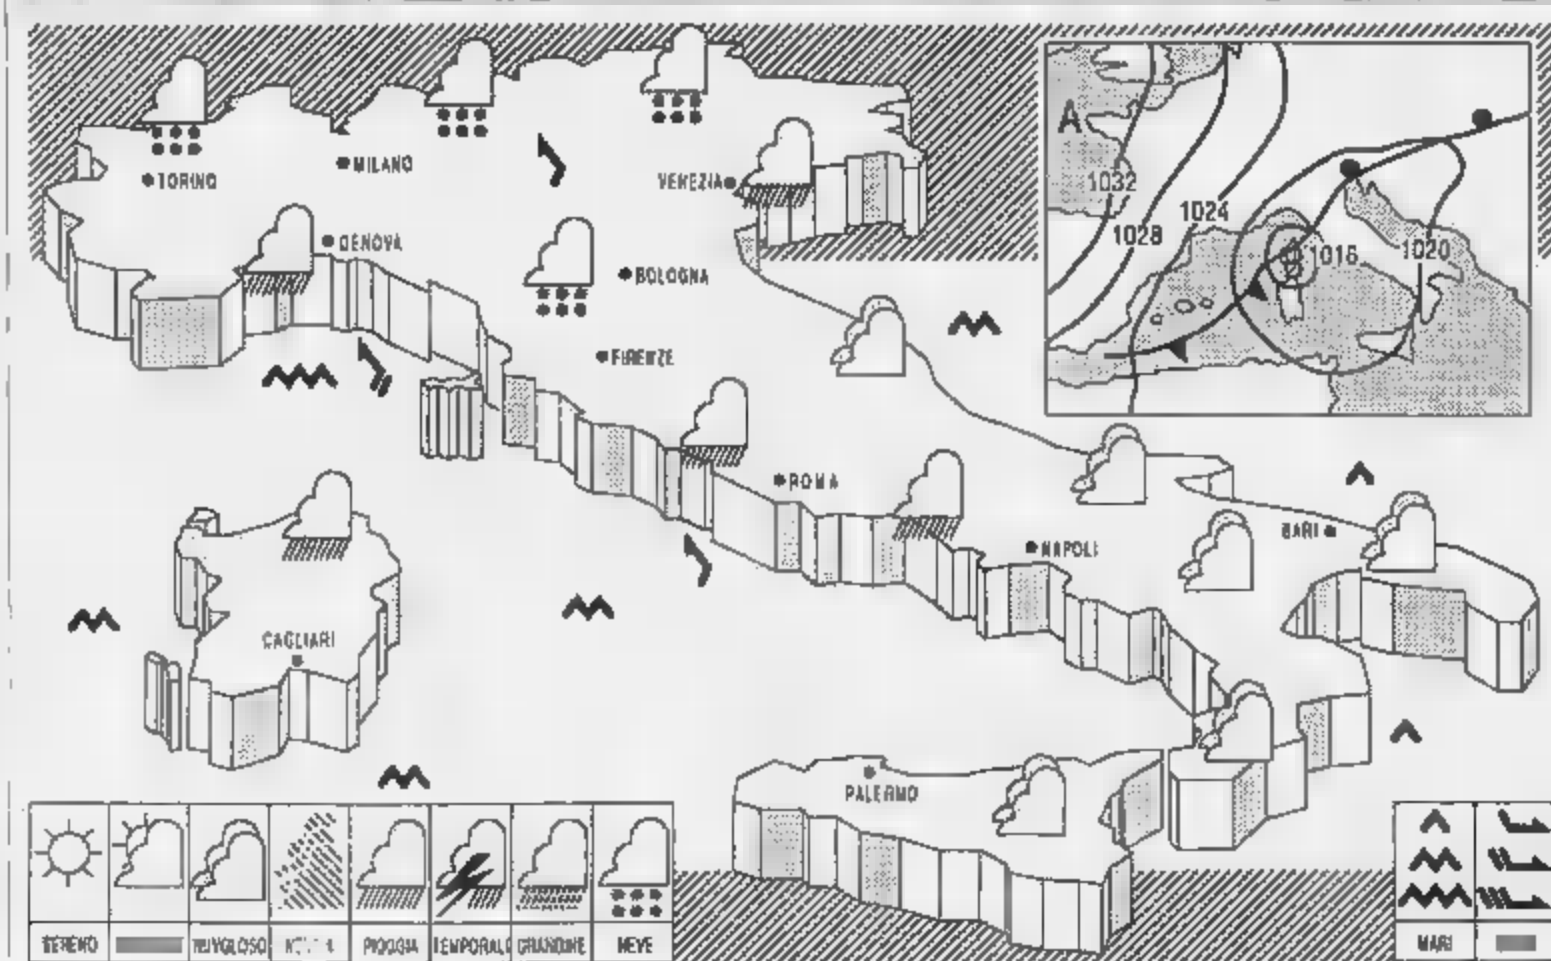 TORINO
MILANO
VENEZIA
GENOVA
BOLOGNA
FIRENZE
ROMA
NAPOLI
BARI
CAGLIARI
PALERMO
A
1032
1028
1024
1016
1020
SERENO
NUVOLOSO
PIOGGIA
TEMPORALE
GRANDINE
NEVE
MARI